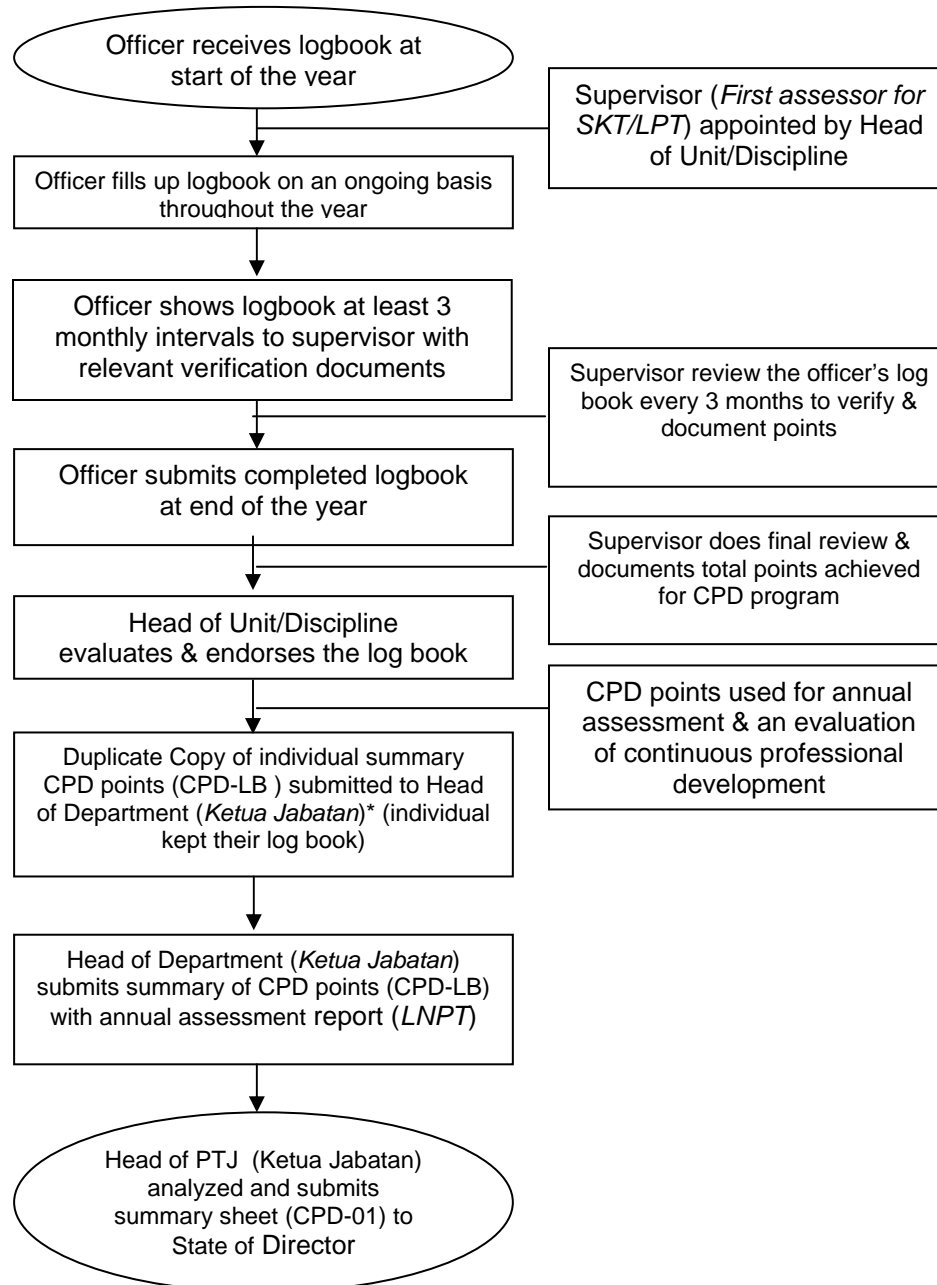 Officer receives logbook at
start of the year
Supervisor (First assessor for
SKT/LPT) appointed by Head
of Unit/Discipline
Officer fills up logbook on an ongoing basis
throughout the year
Officer shows logbook at least 3
monthly intervals to supervisor with
relevant verification documents
Supervisor review the officer's log
book every 3 months to verify &
document points
Officer submits completed logbook
at end of the year
Supervisor does final review &
documents total points achieved
for CPD program
Head of Unit/Discipline
evaluates & endorses the log book
CPD points used for annual
assessment & an evaluation
of continuous professional
development
Duplicate Copy of individual summary
CPD points (CPD-LB ) submitted to Head
of Department (Ketua Jabatan)* (individual
kept their log book)
Head of Department (Ketua Jabatan)
submits summary of CPD points (CPD-LB)
with annual assessment report (LNPT)
Head of PTJ (Ketua Jabatan)
analyzed and submits
summary sheet (CPD-01) to
State of Director